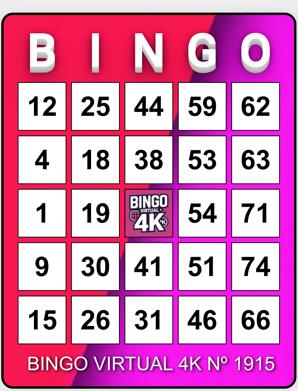 B I N G O
12 25 44 59 62
4 18 38 53 63
1 19 BINGO VIRTUAL 4K 54 71
9 30 41 51 74
15 26 31 46 66
BINGO VIRTUAL 4K Nº 1915